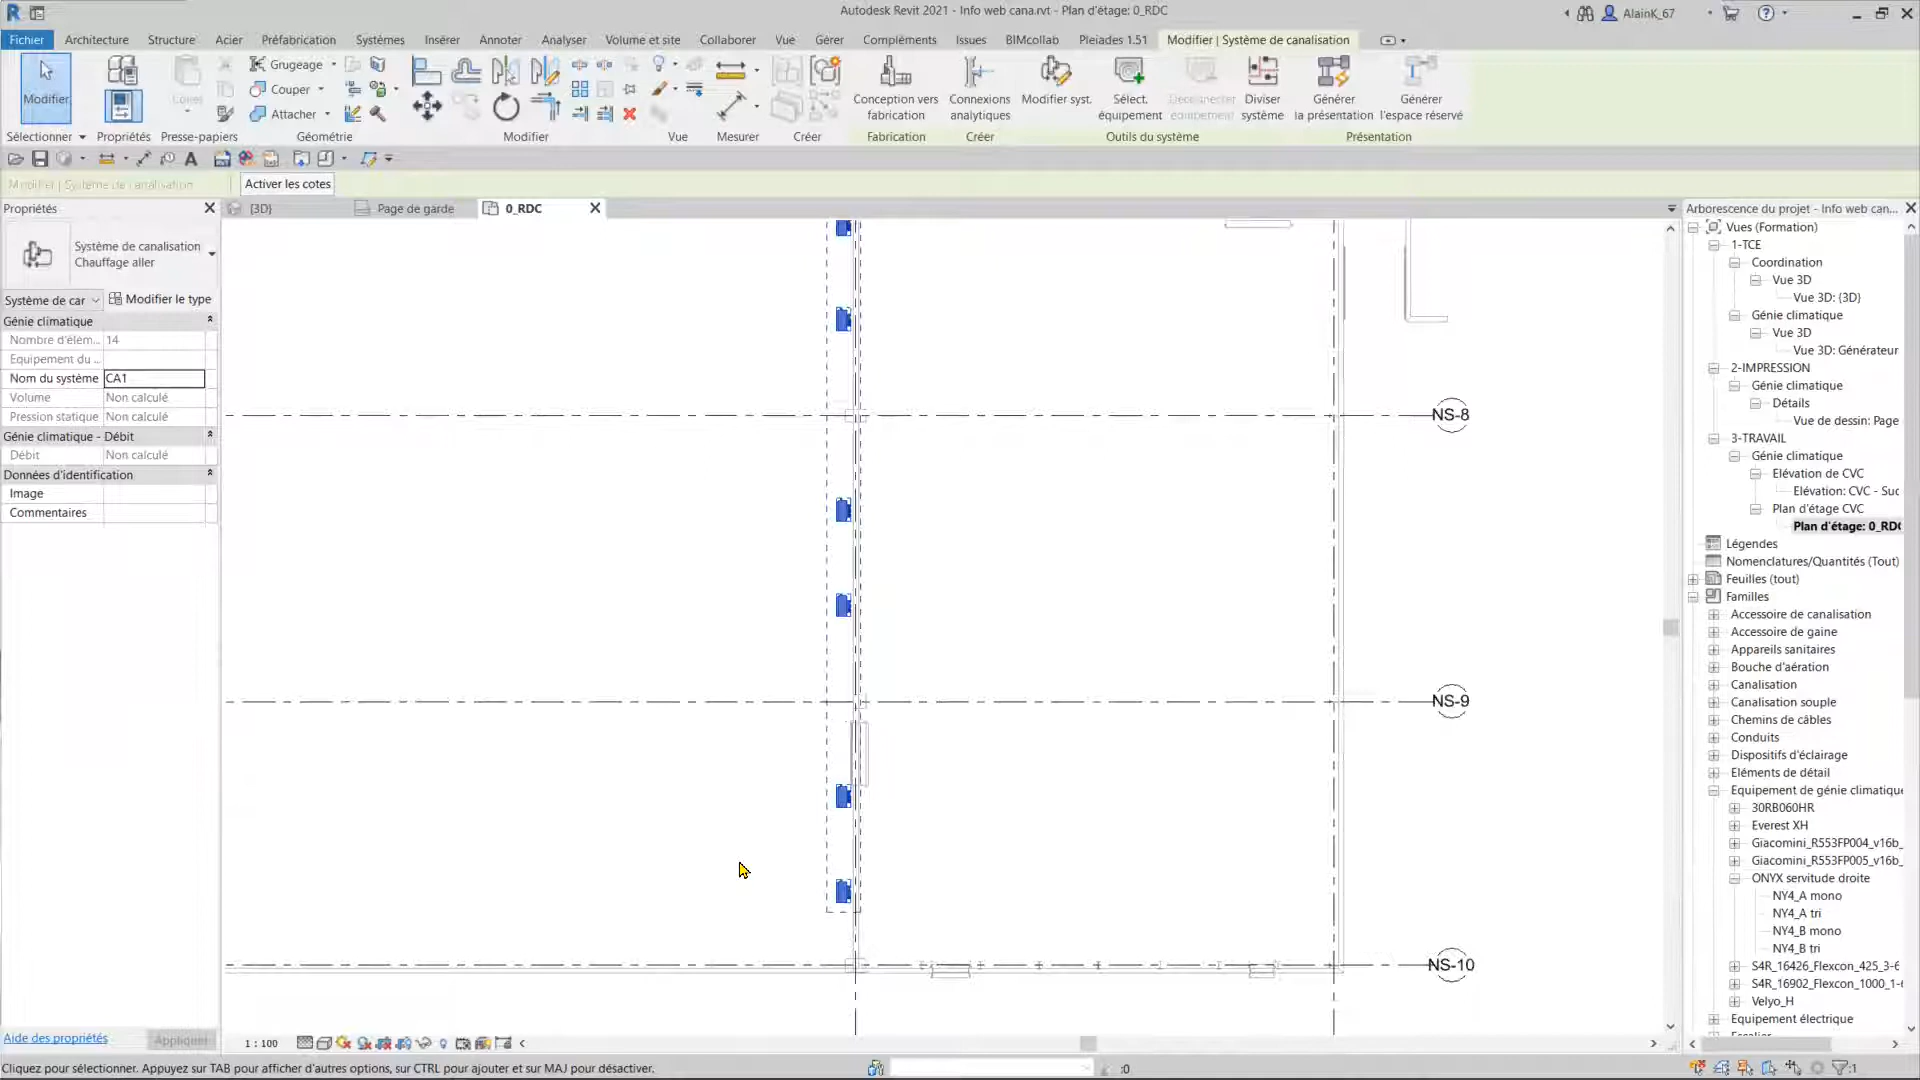 Autodesk Revit 2021 - Info web cana.rvt - Plan d'étage: 0_RDC
AlainK_67
Fichier Architecture Structure Acier Préfabrication Systèmes Insérer Annoter Analyser Volume et site Collaborer Vue Gérer Compléments Issues BIMcollab Pleiades 1.51 Modifier | Système de canalisation
Modifier
Grugeage
Couper
Attacher
Conception vers fabrication
Connexions analytiques
Modifier syst.
Sélect. équipement
Déconnecter équipement
Diviser système
Générer la présentation
Générer l'espace réservé
Sélectionner Propriétés Presse-papiers Géométrie Modifier Vue Mesurer Créer Fabrication Créer Outils du système Présentation
Modifier | Système de canalisation
Activer les cotes
Propriétés
{3D}
Page de garde
0_RDC
Arborescence du projet - Info web can...
Système de canalisation
Chauffage aller
Système de car
Modifier le type
Génie climatique
Nombre d'élém... 14
Equipement du ...
Nom du système CA1
Volume Non calculé
Pression statique Non calculé
Génie climatique - Débit
Débit Non calculé
Données d'identification
Image
Commentaires
Aide des propriétés
Appliquer
NS-8
NS-9
NS-10
Vues (Formation)
1-TCE
Coordination
Vue 3D
Vue 3D: {3D}
Génie climatique
Vue 3D
Vue 3D: Générateur
2-IMPRESSION
Génie climatique
Détails
Vue de dessin: Page
3-TRAVAIL
Génie climatique
Elévation de CVC
Elévation: CVC - Suc
Plan d'étage CVC
Plan d'étage: 0_RDC
Légendes
Nomenclatures/Quantités (Tout)
Feuilles (tout)
Familles
Accessoire de canalisation
Accessoire de gaine
Appareils sanitaires
Bouche d'aération
Canalisation
Canalisation souple
Chemins de câbles
Conduits
Dispositifs d'éclairage
Eléments de détail
Equipement de génie climatique
30RB060HR
Everest XH
Giacomini_R553FP004_v16b_
Giacomini_R553FP005_v16b_
ONYX servitude droite
NY4_A mono
NY4_A tri
NY4_B mono
NY4_B tri
S4R_16426_Flexcon_425_3-6
S4R_16902_Flexcon_1000_1-6
Velyo_H
Equipement électrique
1 : 100
Cliquez pour sélectionner. Appuyez sur TAB pour afficher d'autres options, sur CTRL pour ajouter et sur MAJ pour désactiver.
:0
:1